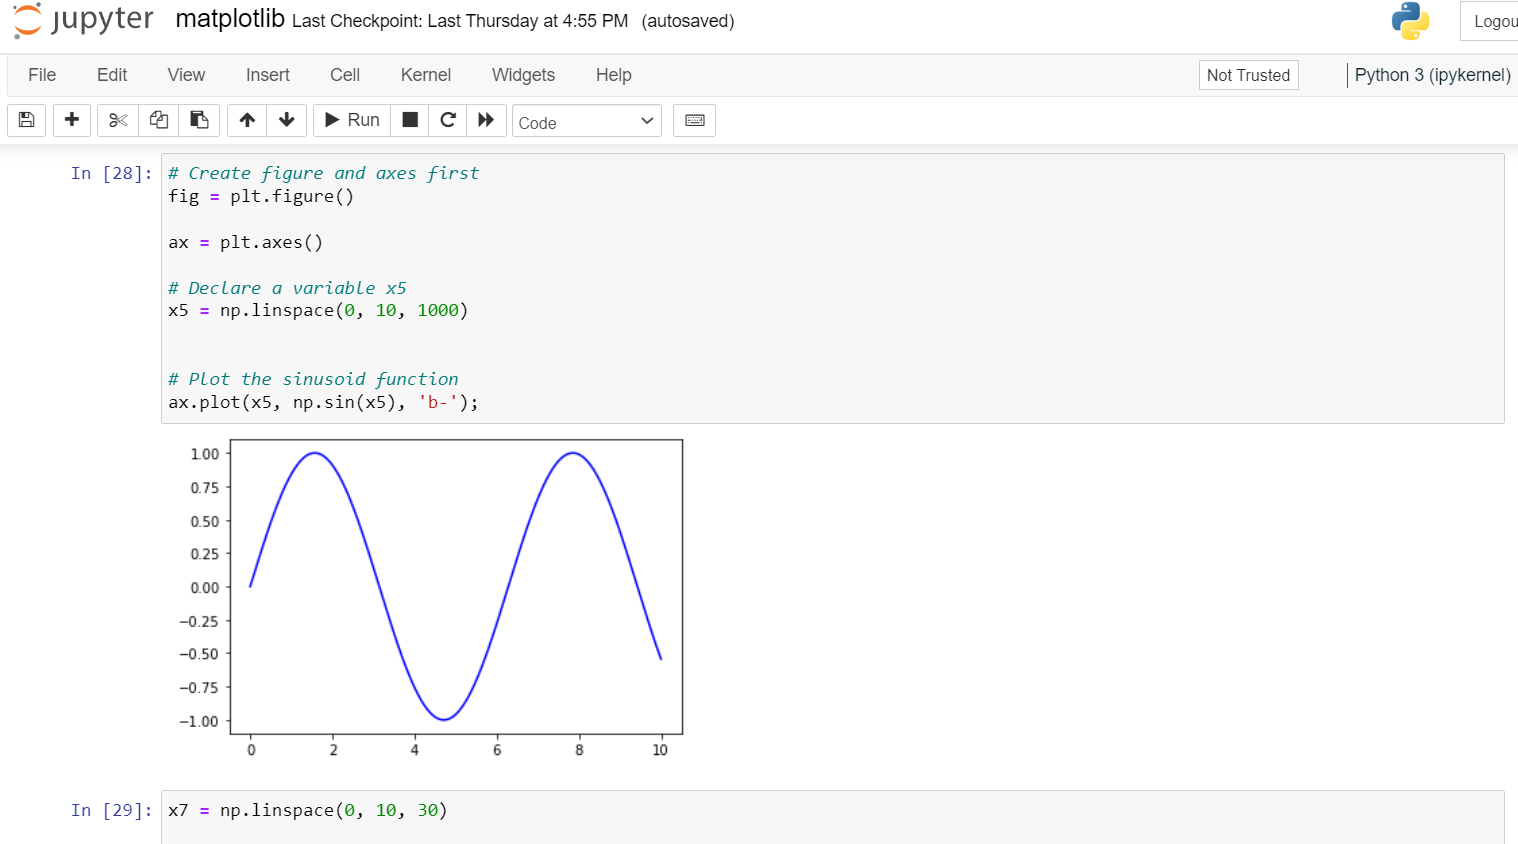 jupyter matplotlib Last Checkpoint: Last Thursday at 4:55 PM (autosaved)
Logou
File Edit View Insert Cell Kernel Widgets Help Not Trusted Python 3 (ipykernel)
Run Code
In [28]: # Create figure and axes first
fig = plt.figure()
ax = plt.axes()
# Declare a variable x5
x5 = np.linspace(0, 10, 1000)
# Plot the sinusoid function
ax.plot(x5, np.sin(x5), 'b-');
1.00
0.75
0.50
0.25
0.00
−0.25
−0.50
−0.75
−1.00
0 2 4 6 8 10
In [29]: x7 = np.linspace(0, 10, 30)